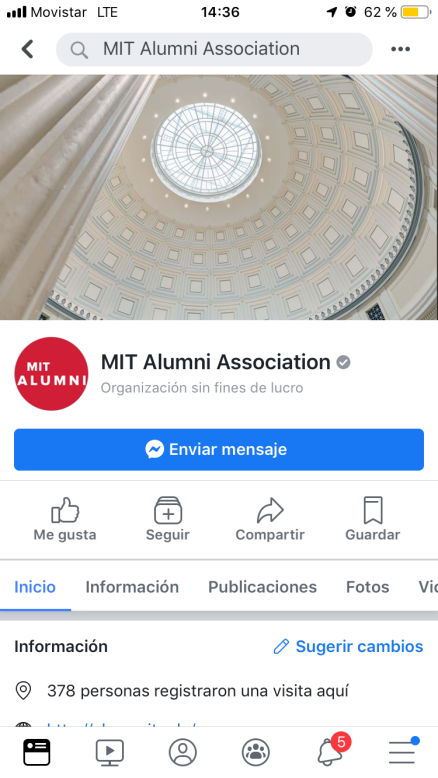 Movistar LTE 14:36 62 %
MIT Alumni Association
MIT
ALUMNI
MIT Alumni Association
Organización sin fines de lucro
Enviar mensaje
Me gusta Seguir Compartir Guardar
Inicio Información Publicaciones Fotos Vid
Información Sugerir cambios
378 personas registraron una visita aquí
5